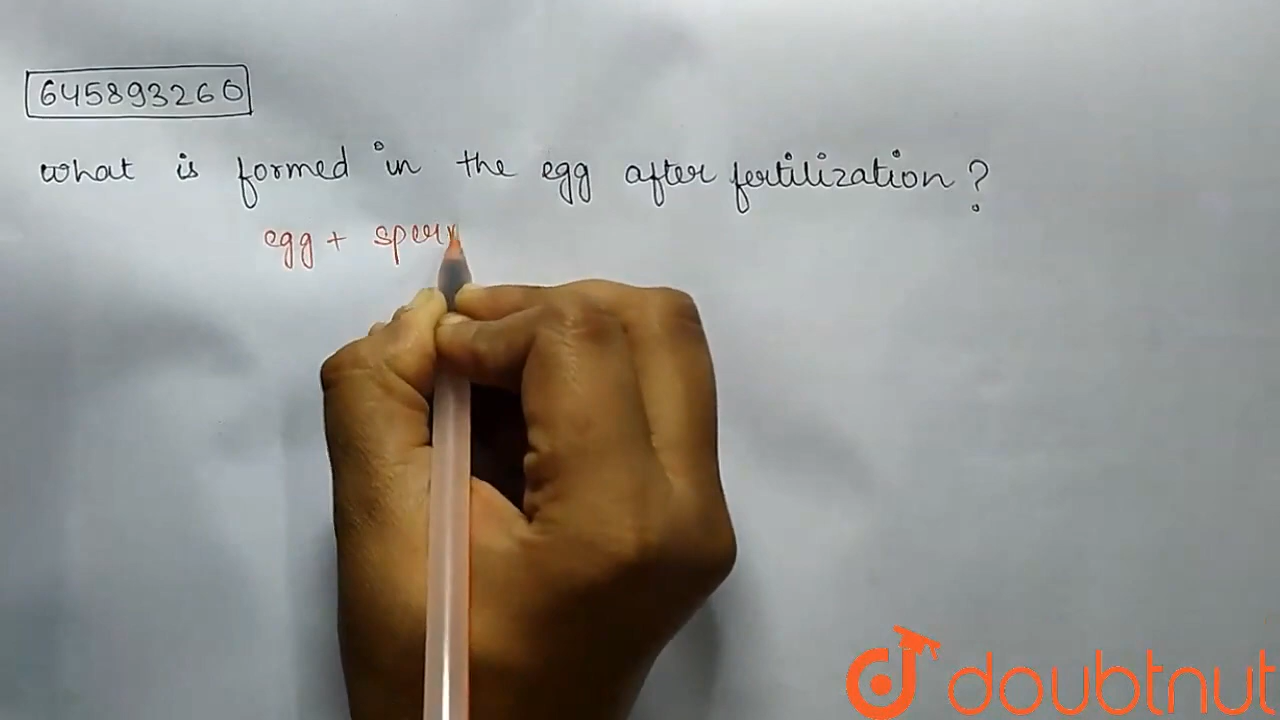 645893260
What is formed in the egg after fertilization?
egg + sper
doubtnut